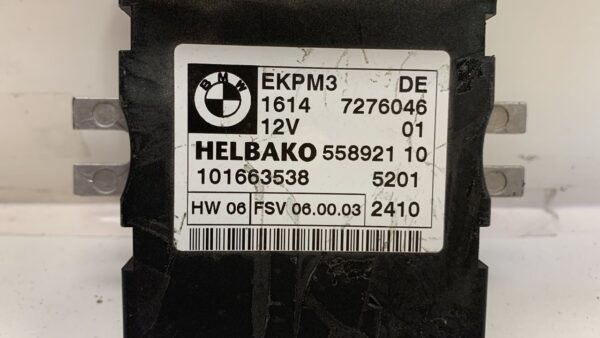 BMW
EKPM3 DE
1614 7276046
12V 01
HELBAKO 558921 10
101663538 5201
HW 06 FSV 06.00.03 2410